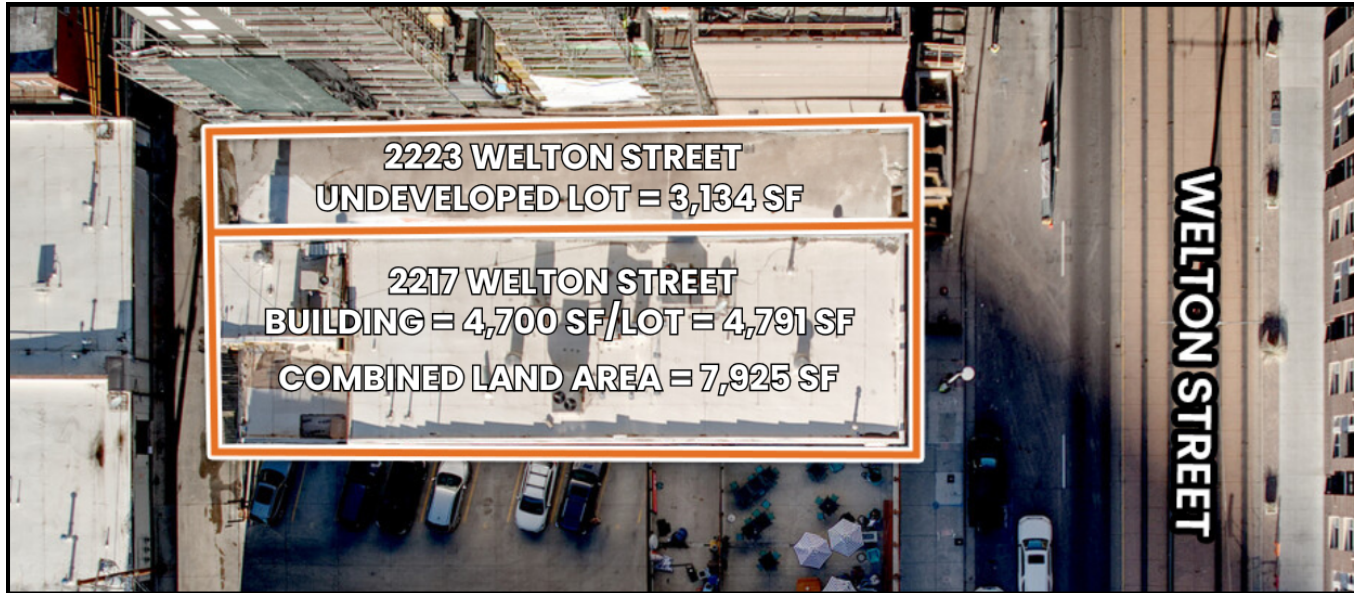 2223 WELTON STREET
UNDEVELOPED LOT = 3,134 SF
2217 WELTON STREET
BUILDING = 4,700 SF/LOT = 4,791 SF
COMBINED LAND AREA = 7,925 SF
WELTON STREET